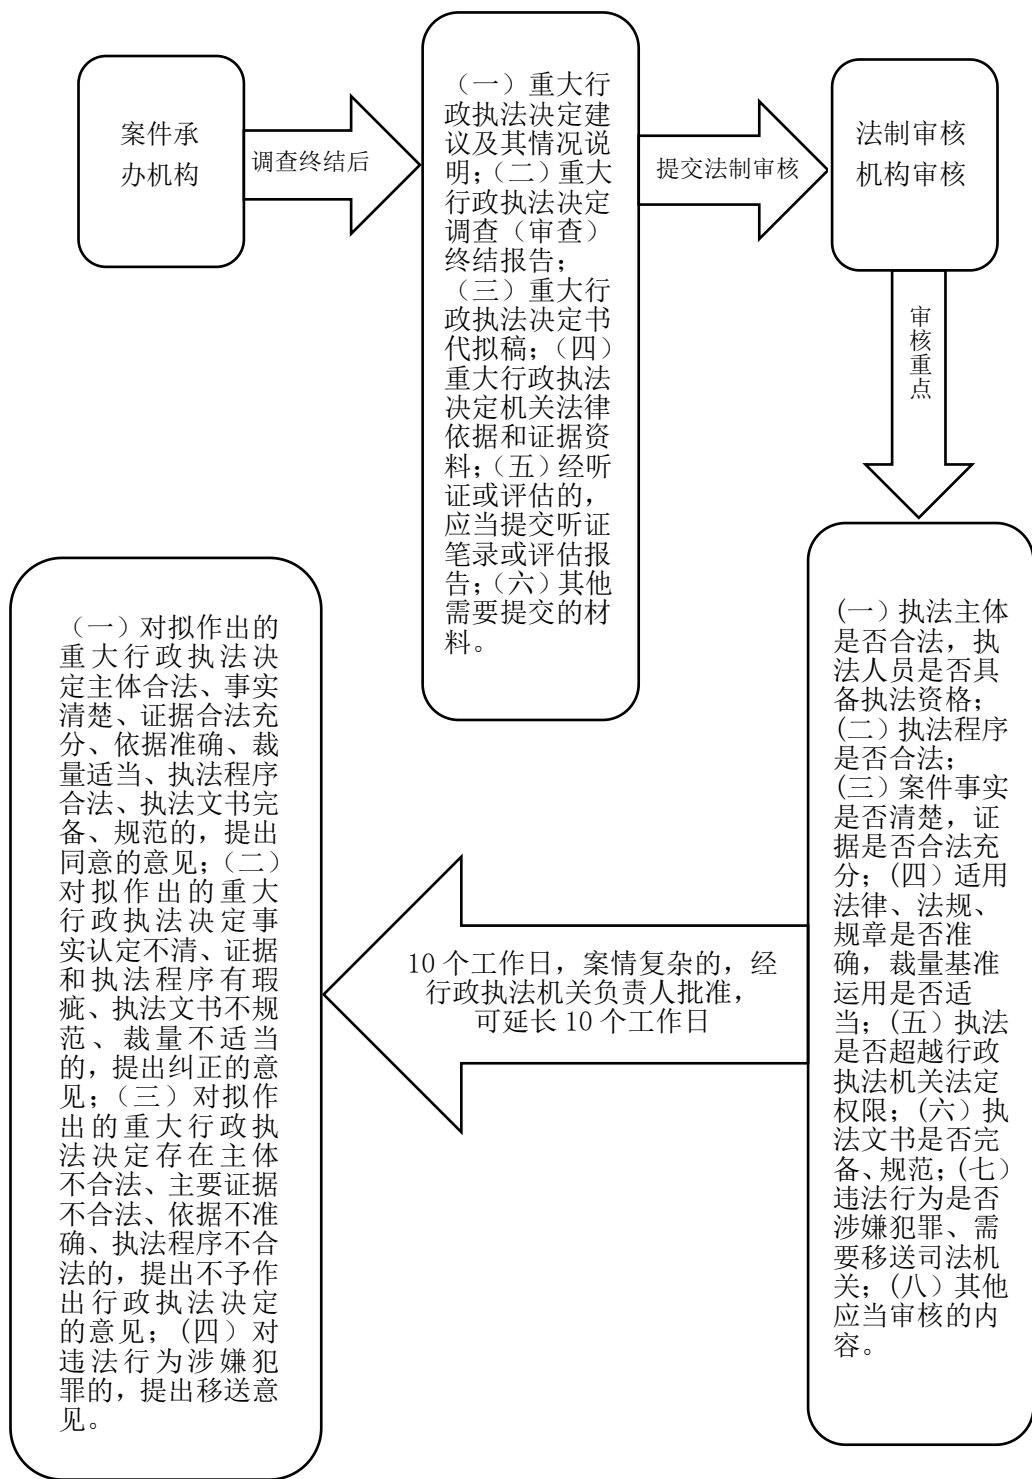 案件承
办机构
调查终结后
（一）重大行
政执法决定建
议及其情况说
明；（二）重大
行政执法决定
调查（审查）
终结报告；
（三）重大行
政执法决定书
代拟稿；（四）
重大行政执法
决定机关法律
依据和证据资
料；（五）经听
证或评估的，
应当提交听证
笔录或评估报
告；（六）其他
需要提交的材
料。
提交法制审核
法制审核
机构审核
审核重点
(一)执法主体
是否合法，执
法人员是否具
备执法资格；
(二)执法程序
是否合法；
(三)案件事实
是否清楚，证
据是否合法充
分；(四)适用
法律、法规、
规章是否准
确，裁量基准
运用是否适
当；(五)执法
是否超越行政
执法机关法定
权限；(六)执
法文书是否完
备、规范；(七)
违法行为是否
涉嫌犯罪、需
要移送司法机
关；(八)其他
应当审核的内
容。
10 个工作日，案情复杂的，经
行政执法机关负责人批准，
可延长 10 个工作日
（一）对拟作出的
重大行政执法决
定主体合法、事实
清楚、证据合法充
分、依据准确、裁
量适当、执法程序
合法、执法文书完
备、规范的，提出
同意的意见；（二）
对拟作出的重大
行政执法决定事
实认定不清、证据
和执法程序有瑕
疵、执法文书不规
范、裁量不适当
的，提出纠正的意
见；（三）对拟作
出的重大行政执
法决定存在主体
不合法、主要证据
不合法、依据不准
确、执法程序不合
法的，提出不予作
出行政执法决定
的意见；(四)对
违法行为涉嫌犯
罪的，提出移送意
见。